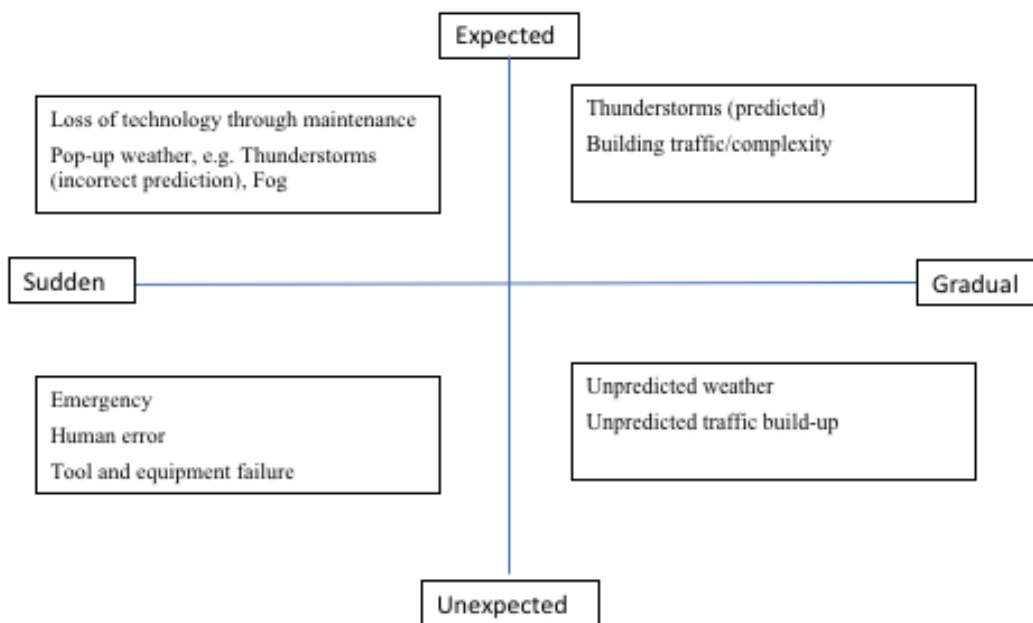 Expected
Loss of technology through maintenance
Pop-up weather, e.g. Thunderstorms
(incorrect prediction), Fog
Thunderstorms (predicted)
Building traffic/complexity
Sudden
Gradual
Emergency
Human error
Tool and equipment failure
Unpredicted weather
Unpredicted traffic build-up
Unexpected